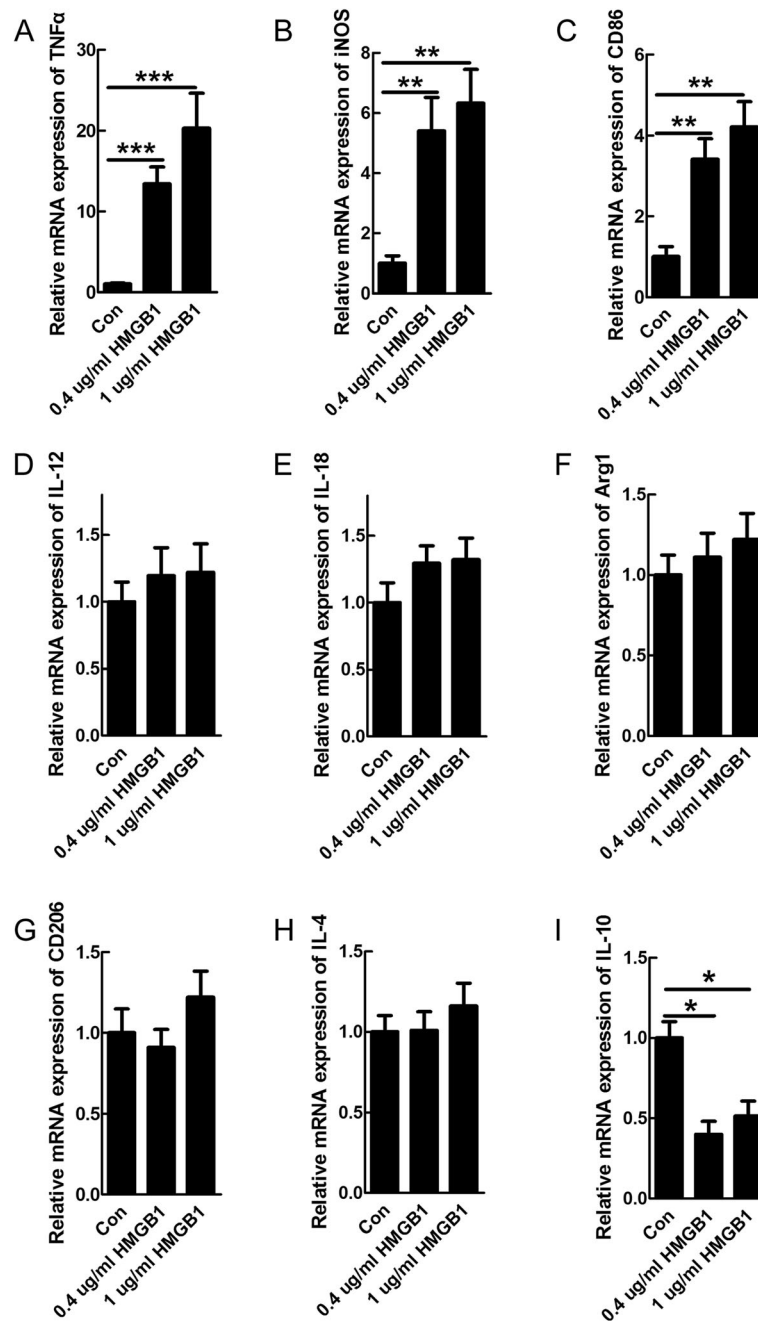 A
Relative mRNA expression of TNFα
30
20
10
0
***
***
Con
0.4 ug/ml HMGB1
1 ug/ml HMGB1
B
Relative mRNA expression of iNOS
8
6
4
2
0
**
**
Con
0.4 ug/ml HMGB1
1 ug/ml HMGB1
C
Relative mRNA expression of CD86
6
4
2
0
**
**
Con
0.4 ug/ml HMGB1
1 ug/ml HMGB1
D
Relative mRNA expression of IL-12
1.5
1.0
0.5
0.0
Con
0.4 ug/ml HMGB1
1 ug/ml HMGB1
E
Relative mRNA expression of IL-18
1.5
1.0
0.5
0.0
Con
0.4 ug/ml HMGB1
1 ug/ml HMGB1
F
Relative mRNA expression of Arg1
1.5
1.0
0.5
0.0
Con
0.4 ug/ml HMGB1
1 ug/ml HMGB1
G
Relative mRNA expression of CD206
1.5
1.0
0.5
0.0
Con
0.4 ug/ml HMGB1
1 ug/ml HMGB1
H
Relative mRNA expression of IL-4
1.5
1.0
0.5
0.0
Con
0.4 ug/ml HMGB1
1 ug/ml HMGB1
I
Relative mRNA expression of IL-10
1.5
1.0
0.5
0.0
*
*
Con
0.4 ug/ml HMGB1
1 ug/ml HMGB1